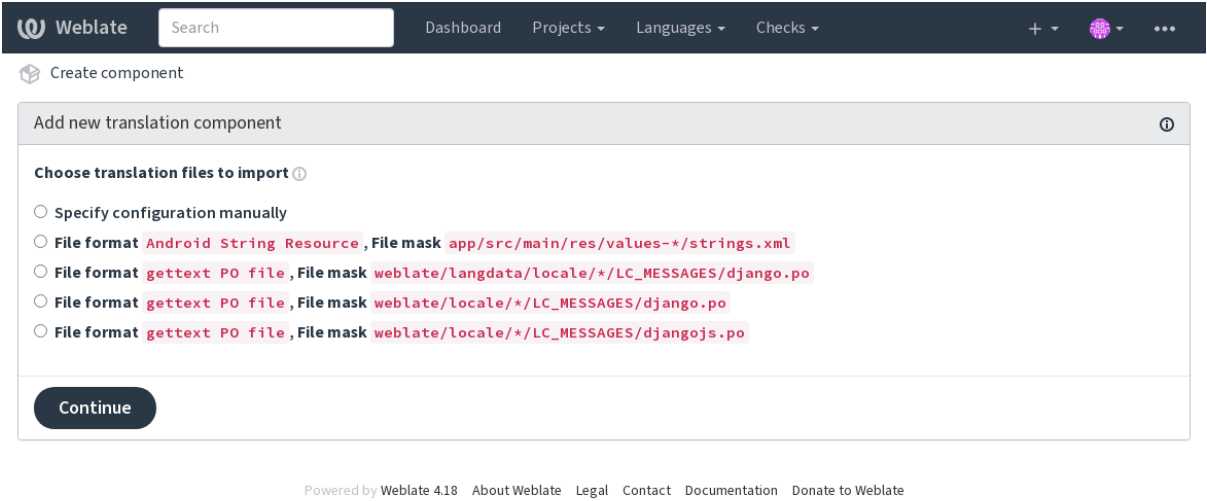 Weblate Search Dashboard Projects Languages Checks
Create component
Add new translation component
Choose translation files to import
Specify configuration manually
File format Android String Resource, File mask app/src/main/res/values-*/strings.xml
File format gettext PO file, File mask weblate/langdata/locale/*/LC_MESSAGES/django.po
File format gettext PO file, File mask weblate/locale/*/LC_MESSAGES/django.po
File format gettext PO file, File mask weblate/locale/*/LC_MESSAGES/djangojs.po
Continue
Powered by Weblate 4.18 About Weblate Legal Contact Documentation Donate to Weblate